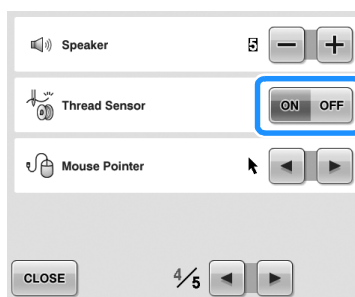 Speaker 5 − +
Thread Sensor ON OFF
Mouse Pointer
CLOSE 4/5